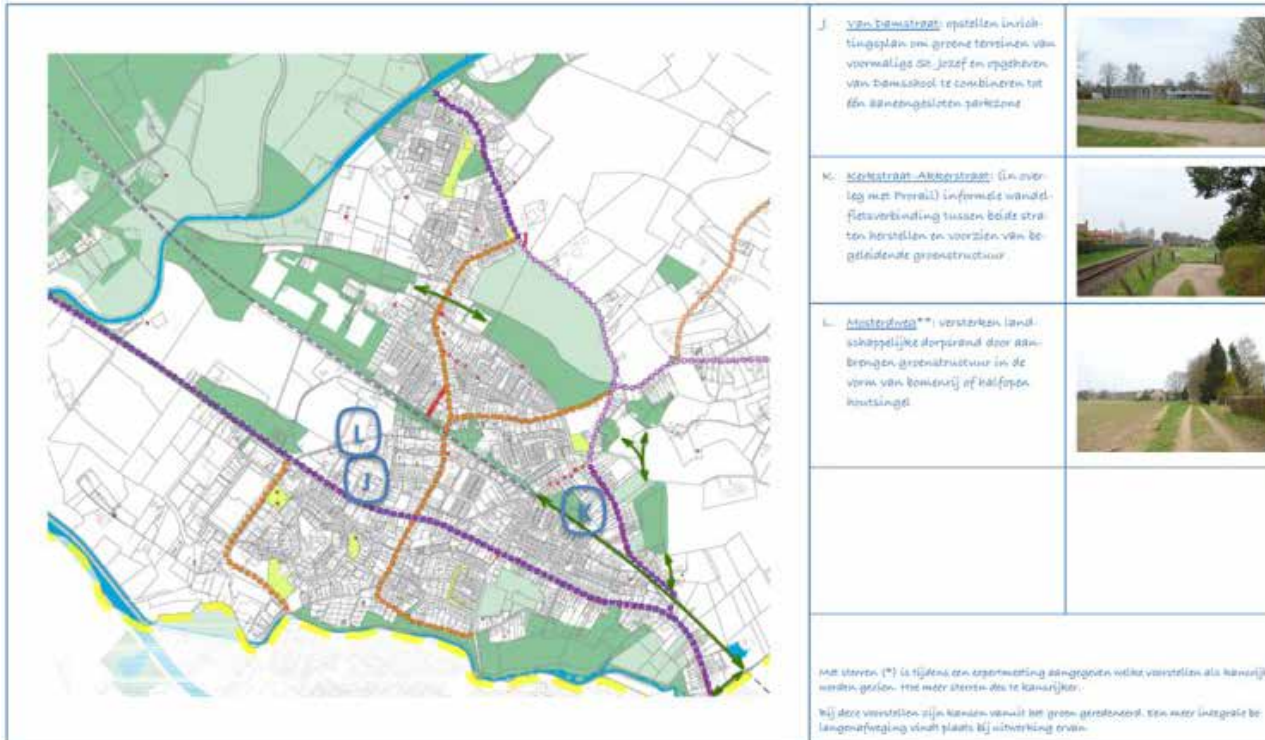 L
J
K
J. Van Damstraat: opstellen inrich-
tingsplan om groene terreinen van
voormalige St. Jozef en opgeheven
van Damschool te combineren tot
één aaneengesloten parkzone
K. Kerkstraat-Akkerstraat: (in over-
leg met Prorail) informele wandel-
fietsverbinding tussen beide stra-
ten herstellen en voorzien van be-
geleidende groenstructuur
L. Mosterdweg**: versterken land-
schappelijke dorpsrand door aan-
brengen groenstructuur in de
vorm van bomenrij of halfopen
houtsingel
Met sterren (*) is tijdens een expertmeeting aangegeven welke voorstellen als kansrijk
worden gezien. Hoe meer sterren des te kansrijker.
Bij deze voorstellen zijn kansen vanuit het groen geredeneerd. Een meer integrale be
langenafweging vindt plaats bij uitwerking ervan